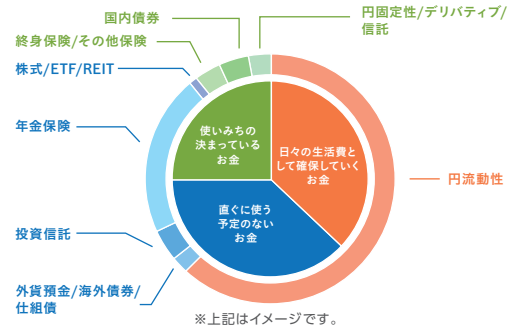 円固定性/デリバティブ/
信託
国内債券
終身保険/その他保険
株式/ETF/REIT
年金保険
投資信託
外貨預金/海外債券/
仕組債
円流動性
使いみちの
決まっている
お金
日々の生活費と
して確保していく
お金
直ぐに使う
予定のない
お金
※上記はイメージです。